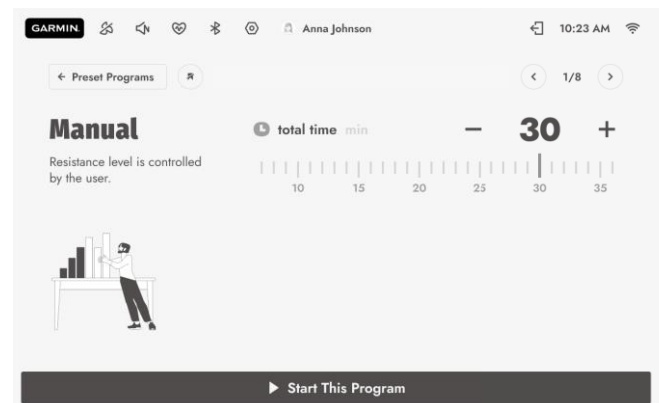 GARMIN. Anna Johnson 10:23 AM
← Preset Programs 1/8
Manual
Resistance level is controlled
by the user.
total time min 30
10 15 20 25 30 35
Start This Program